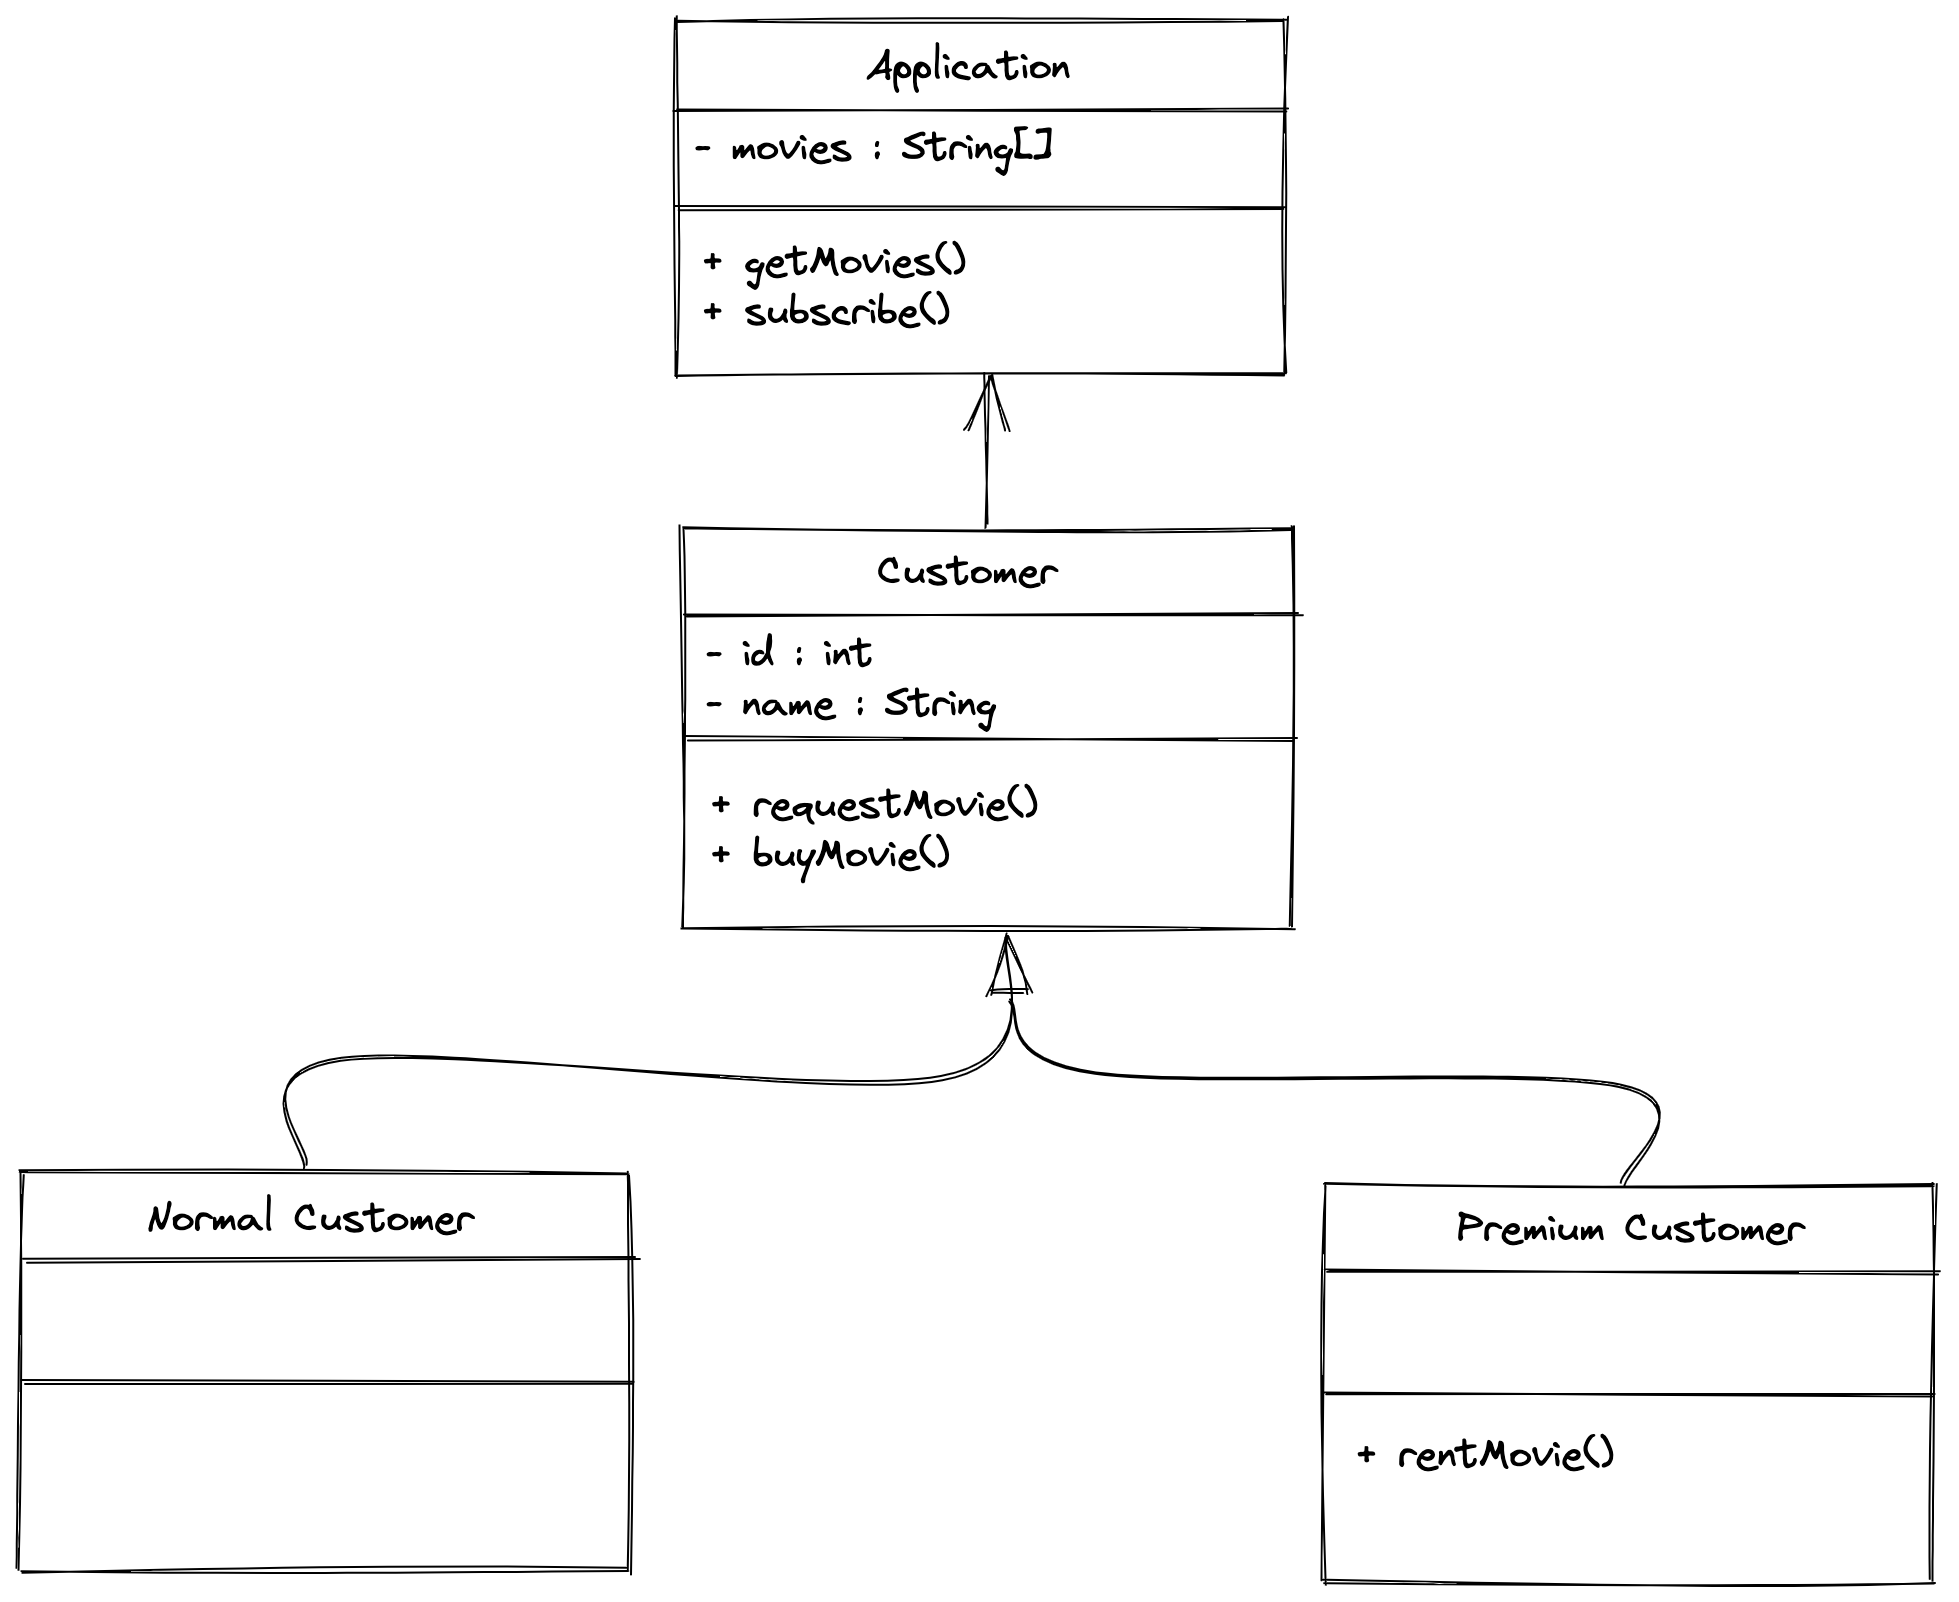 Application
- movies : String[]
+ getMovies()
+ subscribe()
Customer
- id : int
- name : String
+ requestMovie()
+ buyMovie()
Normal Customer
Premium Customer
+ rentMovie()